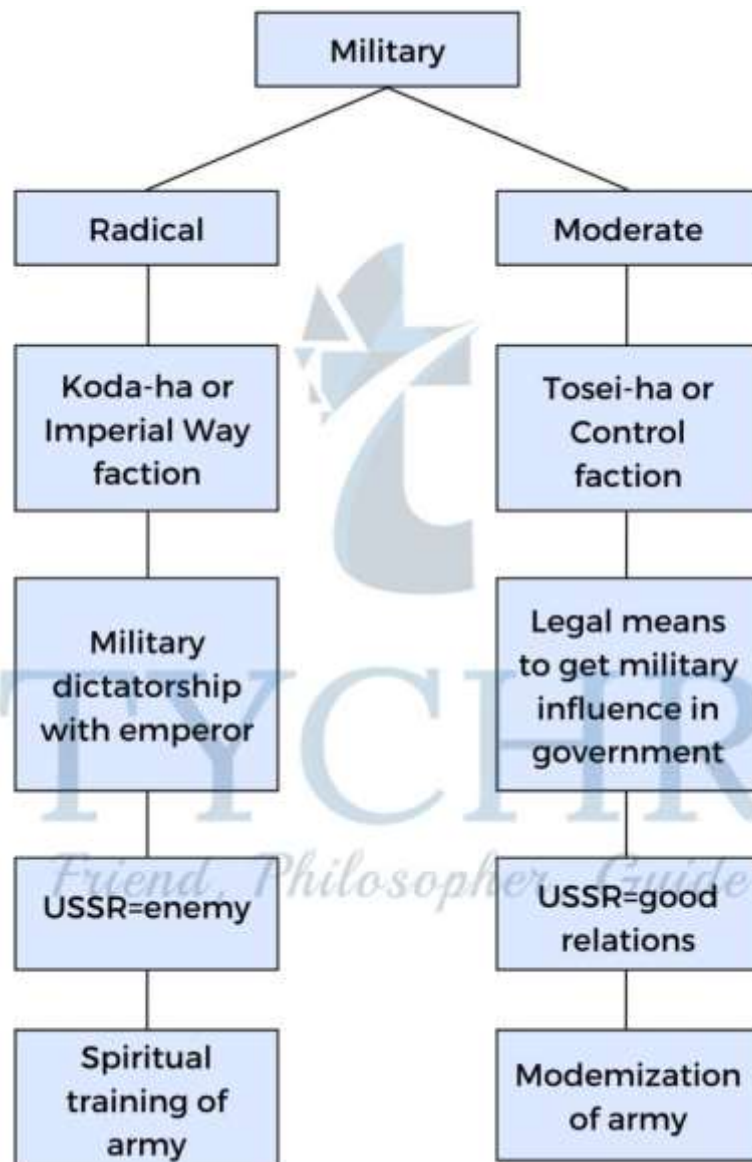 Military
Radical
Moderate
Koda-ha or
Imperial Way
faction
Tosei-ha or
Control
faction
Military
dictatorship
with emperor
Legal means
to get military
influence in
government
TYCHR
Friend, Philosopher, Guide
USSR=enemy
USSR=good
relations
Spiritual
training of
army
Modemization
of army